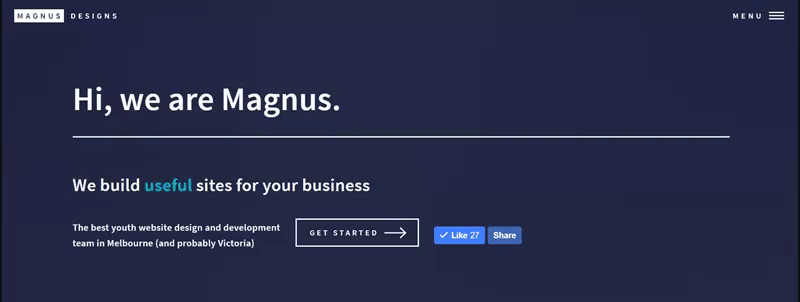 MAGNUS DESIGNS
MENU
Hi, we are Magnus.
We build useful sites for your business
The best youth website design and development
team in Melbourne (and probably Victoria)
GET STARTED
Like 27
Share